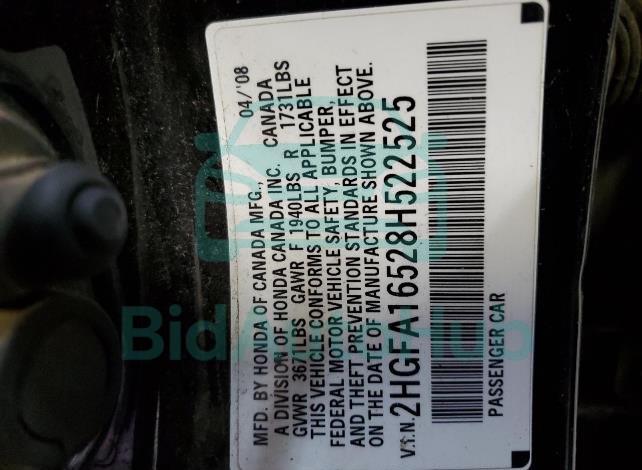 MFD. BY HONDA OF CANADA MFG., 04/'08
A DIVISION OF HONDA CANADA INC. CANADA
GVWR 3671LBS GAWR F 1940LBS R 1731LBS
THIS VEHICLE CONFORMS TO ALL APPLICABLE
FEDERAL MOTOR VEHICLE SAFETY, BUMPER,
AND THEFT PREVENTION STANDARDS IN EFFECT
ON THE DATE OF MANUFACTURE SHOWN ABOVE.
V.I.N. 2HGFA16528H522525
PASSENGER CAR
BidAutoHub